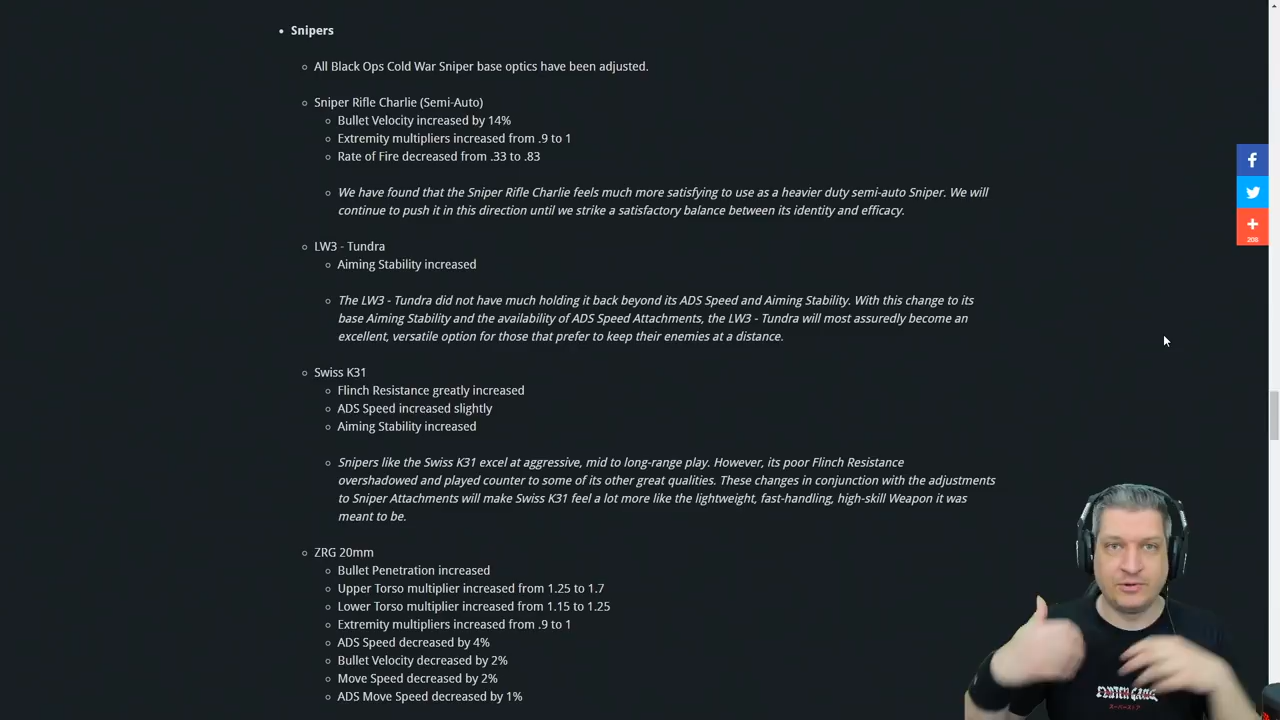 Snipers
All Black Ops Cold War Sniper base optics have been adjusted.
Sniper Rifle Charlie (Semi-Auto)
Bullet Velocity increased by 14%
Extremity multipliers increased from .9 to 1
Rate of Fire decreased from .33 to .83
We have found that the Sniper Rifle Charlie feels much more satisfying to use as a heavier duty semi-auto Sniper. We will
continue to push it in this direction until we strike a satisfactory balance between its identity and efficacy.
LW3 - Tundra
Aiming Stability increased
The LW3 - Tundra did not have much holding it back beyond its ADS Speed and Aiming Stability. With this change to its
base Aiming Stability and the availability of ADS Speed Attachments, the LW3 - Tundra will most assuredly become an
excellent, versatile option for those that prefer to keep their enemies at a distance.
Swiss K31
Flinch Resistance greatly increased
ADS Speed increased slightly
Aiming Stability increased
Snipers like the Swiss K31 excel at aggressive, mid to long-range play. However, its poor Flinch Resistance
overshadowed and played counter to some of its other great qualities. These changes in conjunction with the adjustments
to Sniper Attachments will make Swiss K31 feel a lot more like the lightweight, fast-handling, high-skill Weapon it was
meant to be.
ZRG 20mm
Bullet Penetration increased
Upper Torso multiplier increased from 1.25 to 1.7
Lower Torso multiplier increased from 1.15 to 1.25
Extremity multipliers increased from .9 to 1
ADS Speed decreased by 4%
Bullet Velocity decreased by 2%
Move Speed decreased by 2%
ADS Move Speed decreased by 1%